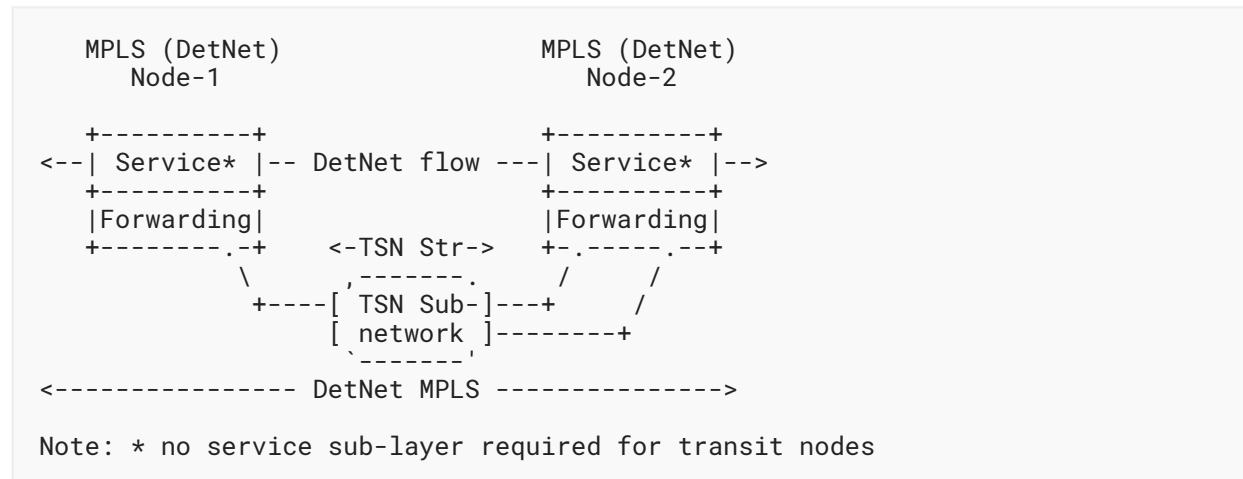 MPLS (DetNet)                 MPLS (DetNet)
      Node-1                        Node-2

   +----------+                  +----------+
<--| Service* |-- DetNet flow ---| Service* |-->
   +----------+                  +----------+
   |Forwarding|                  |Forwarding|
   +--------.-+    <-TSN Str->   +-.-----.--+
             \      ,-------.     /     /
              +----[ TSN Sub-]---+     /
                   [ network ]--------+
                    `-------'
<---------------- DetNet MPLS --------------->

Note: * no service sub-layer required for transit nodes